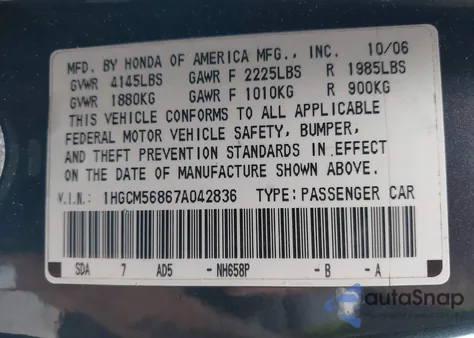 MFD. BY HONDA OF AMERICA MFG., INC. 10/06
GVWR 4145LBS GAWR F 2225LBS R 1985LBS
GVWR 1880KG GAWR F 1010KG R 900KG
THIS VEHICLE CONFORMS TO ALL APPLICABLE
FEDERAL MOTOR VEHICLE SAFETY, BUMPER,
AND THEFT PREVENTION STANDARDS IN EFFECT
ON THE DATE OF MANUFACTURE SHOWN ABOVE.
V.I.N.: 1HGCM56867A042836 TYPE: PASSENGER CAR
SDA 7 AD5 - NH658P - B - A
autoSnap